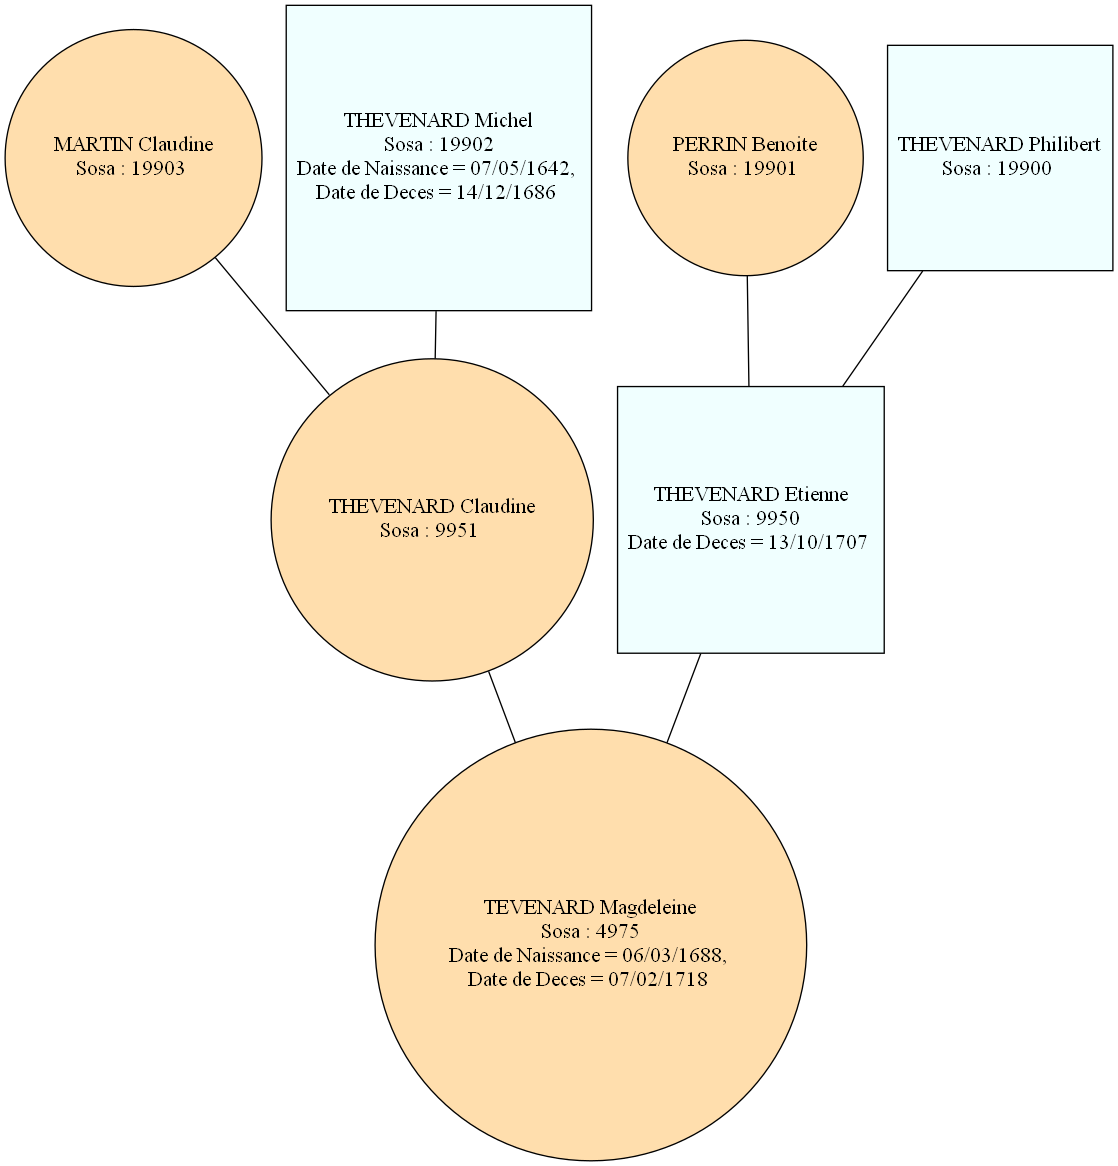 MARTIN Claudine
Sosa : 19903
THEVENARD Michel
Sosa : 19902
Date de Naissance = 07/05/1642,
Date de Deces = 14/12/1686
PERRIN Benoite
Sosa : 19901
THEVENARD Philibert
Sosa : 19900
THEVENARD Claudine
Sosa : 9951
THEVENARD Etienne
Sosa : 9950
Date de Deces = 13/10/1707
TEVENARD Magdeleine
Sosa : 4975
Date de Naissance = 06/03/1688,
Date de Deces = 07/02/1718